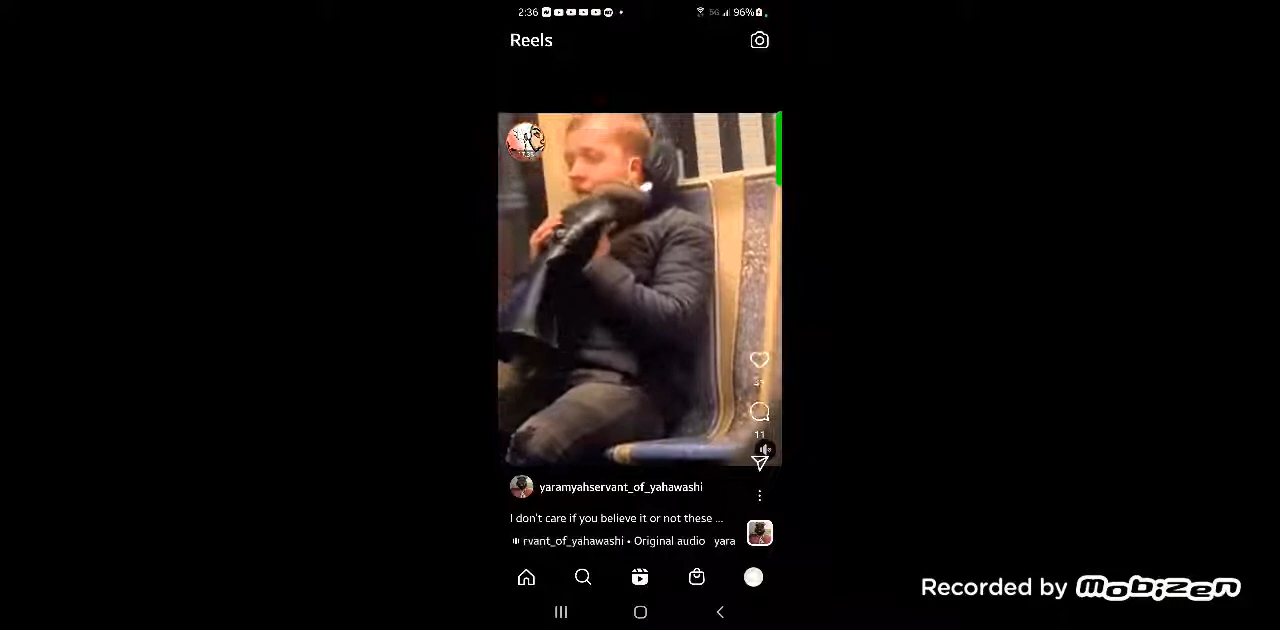 2:36
5G 96%
Reels
I don't care if you believe it or not these ...
yaramyahservant_of_yahawashi
rvant_of_yahawashi • Original audio yara
11
Recorded by mobizen